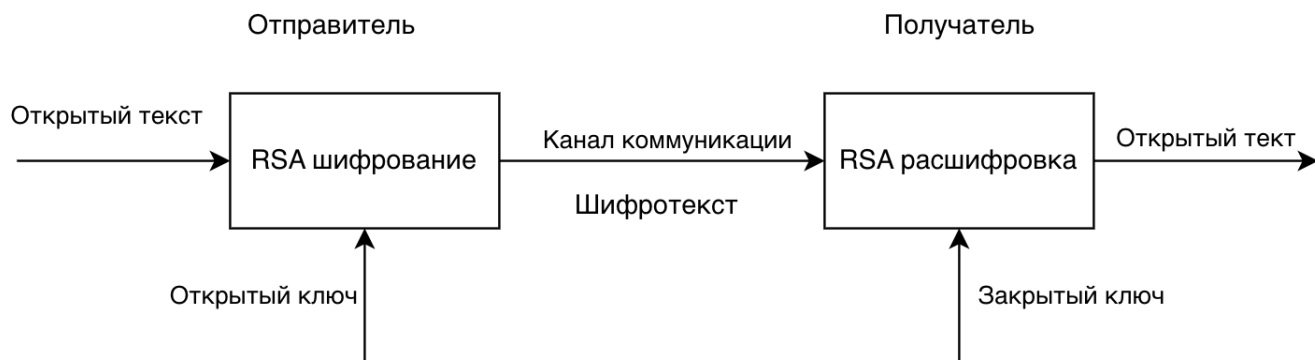 Отправитель
Получатель
Открытый текст
RSA шифрование
Канал коммуникации
Шифротекст
RSA расшифровка
Открытый тект
Открытый ключ
Закрытый ключ